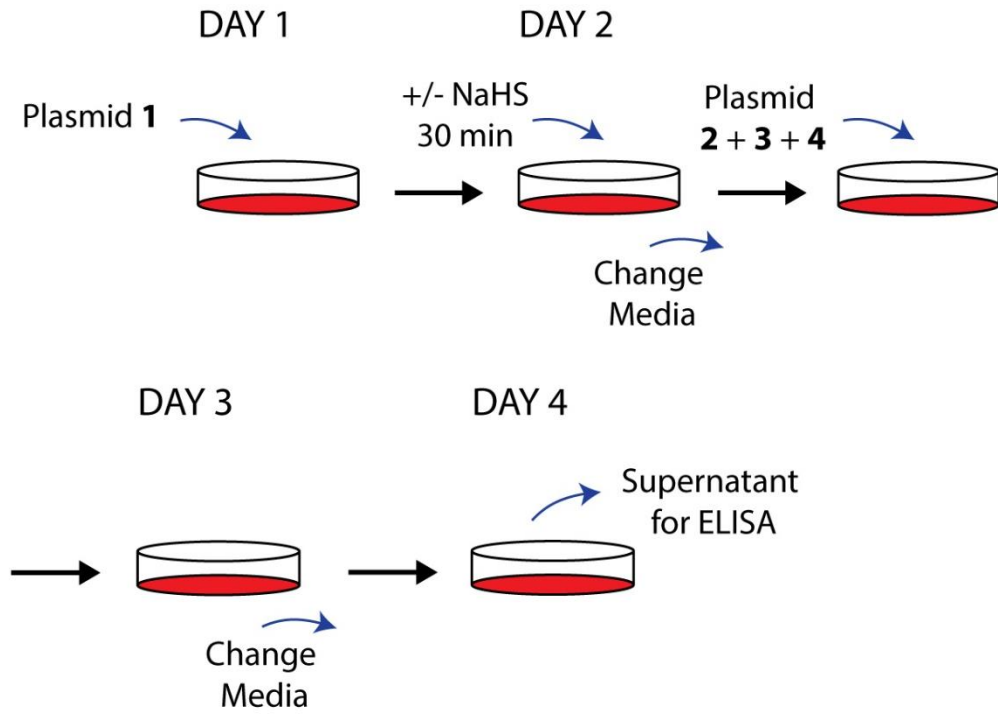 DAY 1
DAY 2
Plasmid 1
+/- NaHS
30 min
Plasmid
2 + 3 + 4
Change
Media
DAY 3
DAY 4
Supernatant
for ELISA
Change
Media